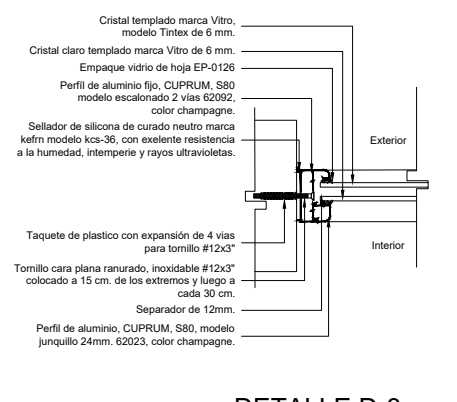 Cristal templado marca Vitro,
modelo Tintex de 6 mm.
Cristal claro templado marca Vitro de 6 mm.
Empaque vidrio de hoja EP-0126
Perfíl de aluminio fijo, CUPRUM, S80
modelo escalonado 2 vías 62092,
color champagne.
Sellador de silicona de curado neutro marca
kefrn modelo kcs-36, con exelente resistencia
a la humedad, intemperie y rayos ultravioletas.
Exterior
Taquete de plastico con expansión de 4 vias
para tornillo #12x3"
Interior
Tornillo cara plana ranurado, inoxidable #12x3"
colocado a 15 cm. de los extremos y luego a
cada 30 cm.
Separador de 12mm.
Perfil de aluminio, CUPRUM, S80, modelo
junquillo 24mm. 62023, color champagne.